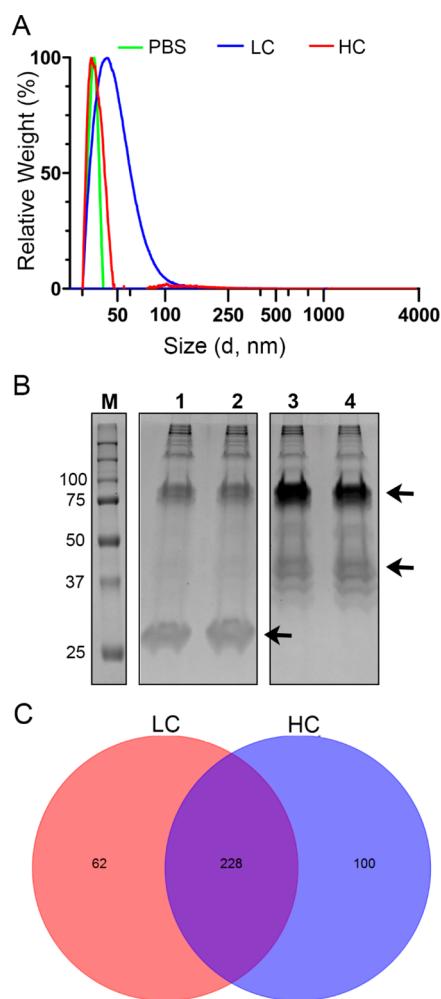 A
PBS LC HC
Relative Weight (%)
100
50
0
50 100 250 500 1000 4000
Size (d, nm)
B
M 1 2 3 4
100
75
50
37
25
C
LC HC
62 228 100